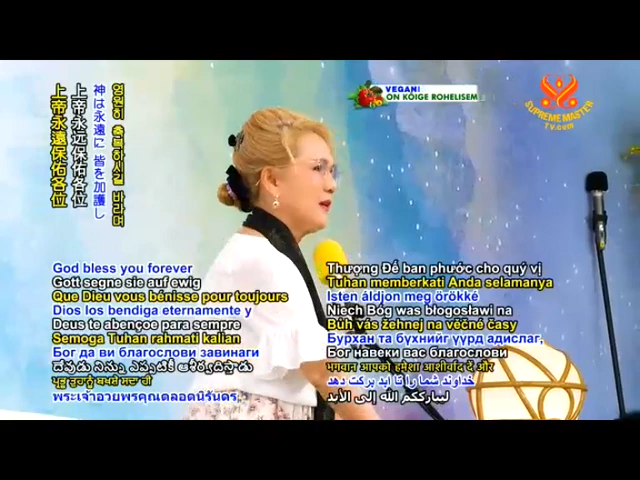 上帝永遠保佑各位
上帝永远保佑各位
神は永遠に 皆を加護し
영원히 축복하시길 바라며
VEGAN!
ON KÕIGE ROHELISEM
SUPREME MASTER
TV.com
God bless you forever
Gott segne sie auf ewig
Que Dieu vous bénisse pour toujours
Dios los bendiga eternamente y
Deus te abençoe para sempre
Semoga Tuhan rahmati kalian
Бог да ви благослови завинаги
దేవుడు నిన్ను ఎప్పటికీ ఆశీర్వదిస్తాడు
ਪ੍ਰਭੂ ਤੁਹਾਨੂੰ ਬਖਸ਼ੇ ਸਦਾ ਹੀ
พระเจ้าอวยพรคุณตลอดนิรันดร
Thượng Đế ban phước cho quý vị
Tuhan memberkati Anda selamanya
Isten áldjon meg örökké
Niech Bóg was błogosławi na
Bůh vás žehnej na věčné časy
Бурхан та бүхнийг үүрд адислаг,
Бог навеки вас благослови
भगवान आपको हमेशा आशीर्वाद दें और
خداوند شما را تا ابد برکت دهد
ليبارككم الله إلى الأبد